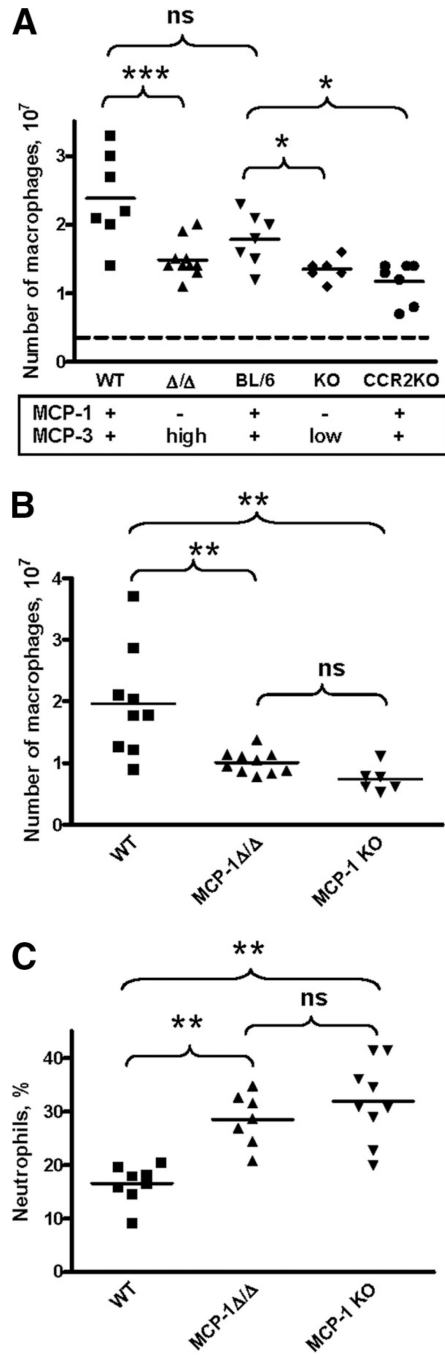 A
ns
***
*
*
Number of macrophages, 10⁷
3
2
1
0
WT Δ/Δ BL/6 KO CCR2KO
MCP-1 + - + - +
MCP-3 + high + low +
B
**
**
ns
Number of macrophages, 10⁷
4
3
2
1
0
WT
MCP-1Δ/Δ
MCP-1 KO
C
**
**
ns
Neutrophils, %
40
30
20
10
0
WT
MCP-1Δ/Δ
MCP-1 KO